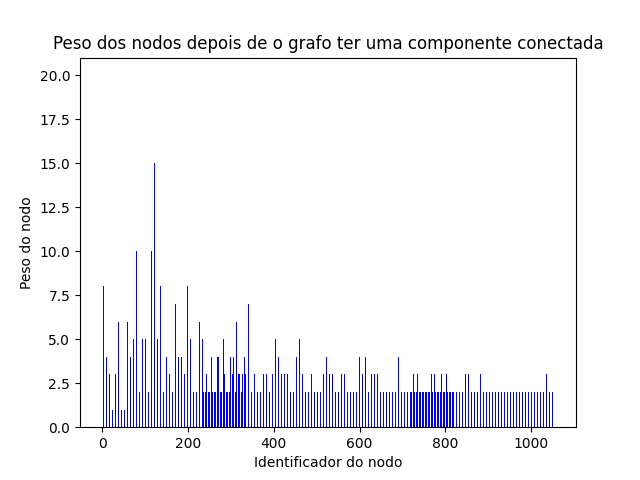 Peso dos nodos depois de o grafo ter uma componente conectada
20.0
17.5
15.0
12.5
10.0
7.5
5.0
2.5
0.0
Peso do nodo
0 200 400 600 800 1000
Identificador do nodo